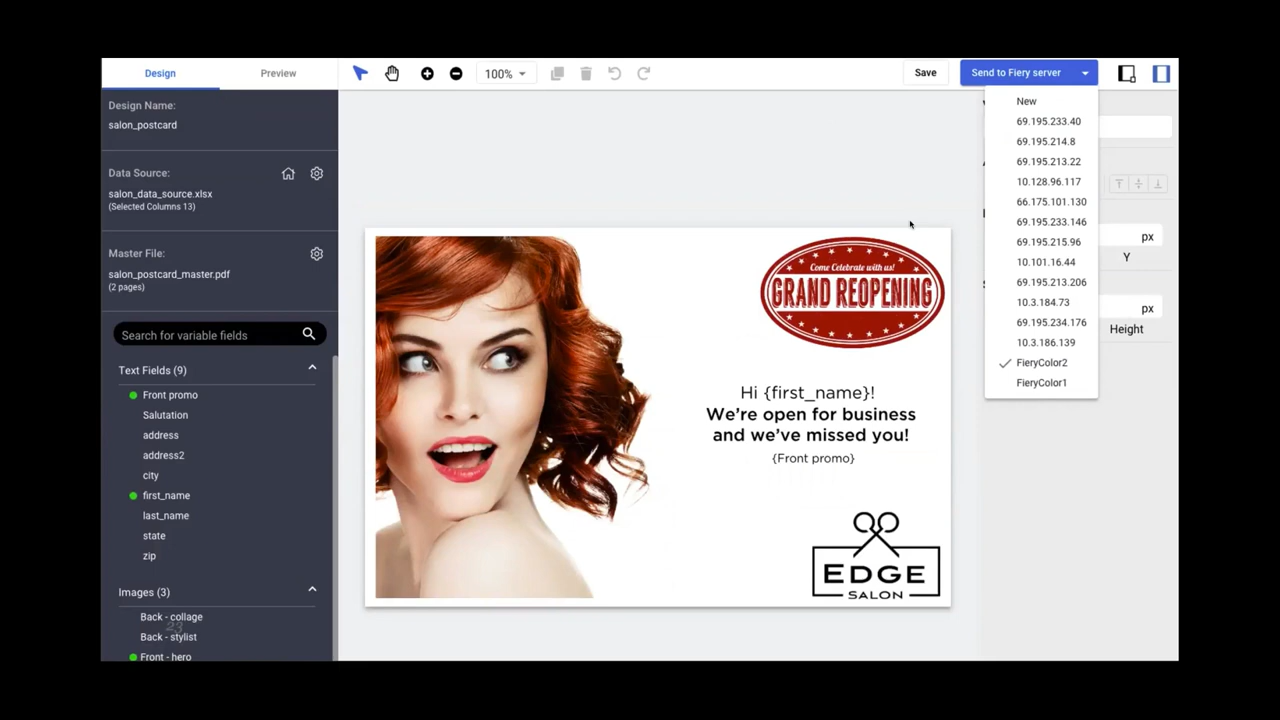 Design
Preview
100%
Save
Send to Fiery server
Design Name:
salon_postcard
Data Source:
salon_data_source.xlsx
(Selected Columns 13)
Master File:
salon_postcard_master.pdf
(2 pages)
Search for variable fields
Text Fields (9)
Front promo
Salutation
address
address2
city
first_name
last_name
state
zip
Images (3)
Back - collage
Back - stylist
Front - hero
23
Come Celebrate with us!
GRAND REOPENING
Hi {first_name}!
We're open for business
and we've missed you!
{Front promo}
EDGE
SALON
New
69.195.233.40
69.195.214.8
69.195.213.22
10.128.96.117
66.175.101.130
69.195.233.146
69.195.215.96
10.101.16.44
69.195.213.206
10.3.184.73
69.195.234.176
10.3.186.139
FieryColor2
FieryColor1
px
Y
px
Height